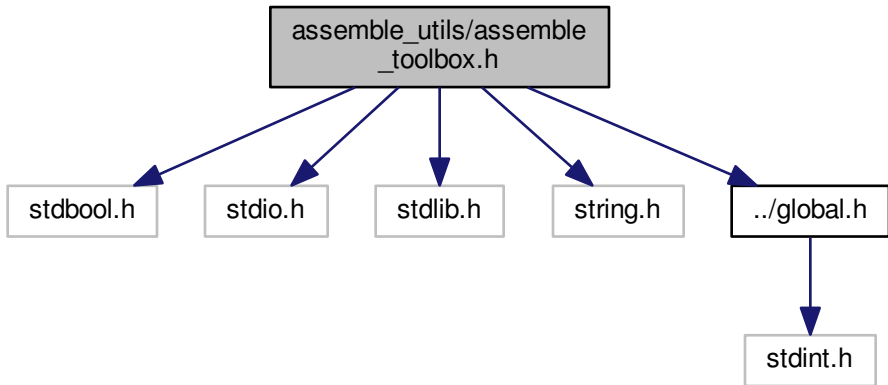 assemble_utils/assemble
_toolbox.h
stdbool.h
stdio.h
stdlib.h
string.h
../global.h
stdint.h